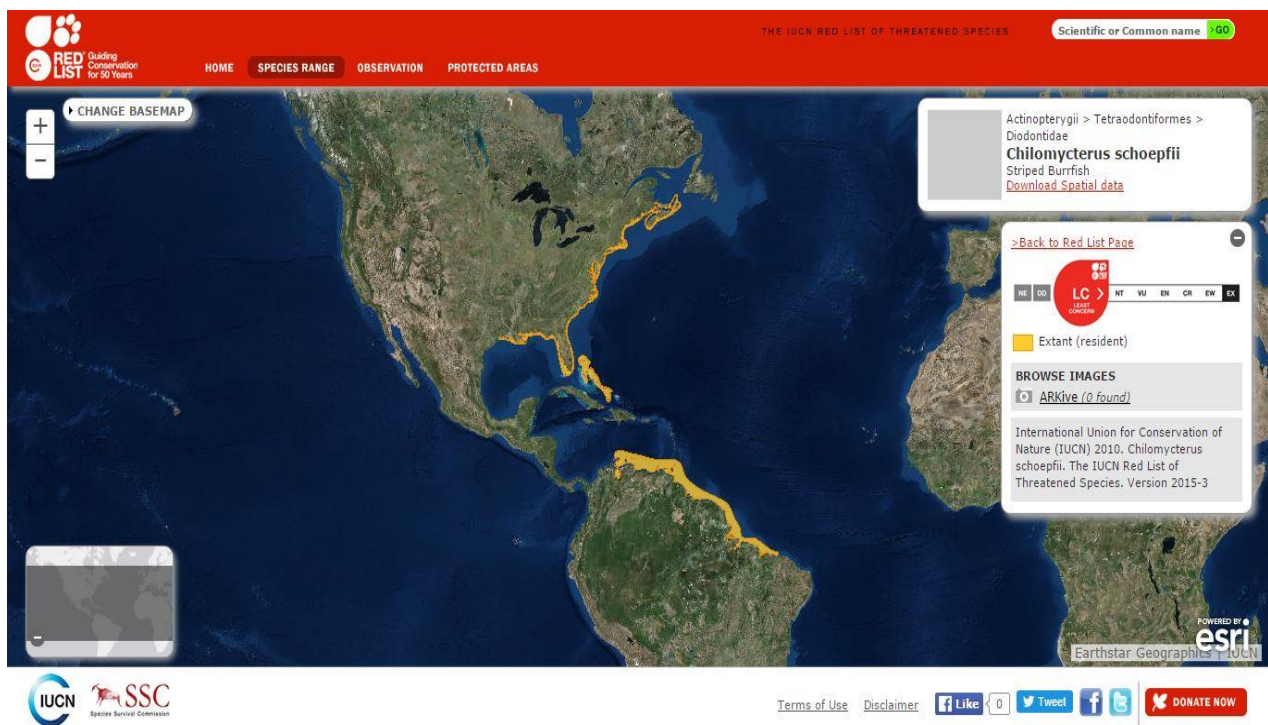 THE IUCN RED LIST OF THREATENED SPECIES
Scientific or Common name >GO
IUCN RED LIST Guiding Conservation for 50 Years
HOME SPECIES RANGE OBSERVATION PROTECTED AREAS
CHANGE BASEMAP
+
−
Actinopterygii > Tetraodontiformes >
Diodontidae
Chilomycterus schoepfii
Striped Burrfish
Download Spatial data
>Back to Red List Page
NE DD LC > NT VU EN CR EW EX
LEAST
CONCERN
Extant (resident)
BROWSE IMAGES
ARKive (0 found)
International Union for Conservation of
Nature (IUCN) 2010. Chilomycterus
schoepfii. The IUCN Red List of
Threatened Species. Version 2015-3
POWERED BY
esri
Earthstar Geographics | IUCN
IUCN SSC
Species Survival Commission
Terms of Use Disclaimer Like 0 Tweet DONATE NOW